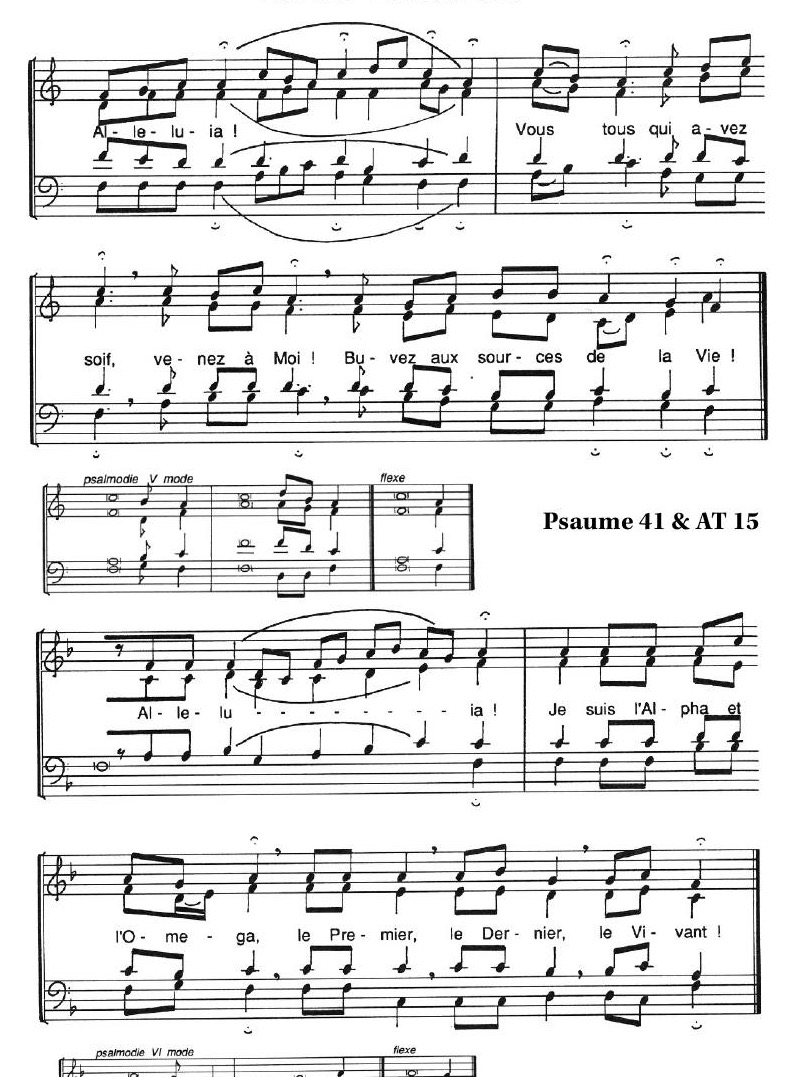 Al - le - lu - ia ! Vous tous qui a - vez
soif, ve - nez à Moi ! Bu - vez aux sour - ces de la Vie !
psalmodie V mode flexe
Psaume 41 & AT 15
Al - le - lu - - - - - - - - ia ! Je suis l'Al - pha et
l'O - me - ga, le Pre - mier, le Der - nier, le Vi - vant !
psalmodie VI mode flexe